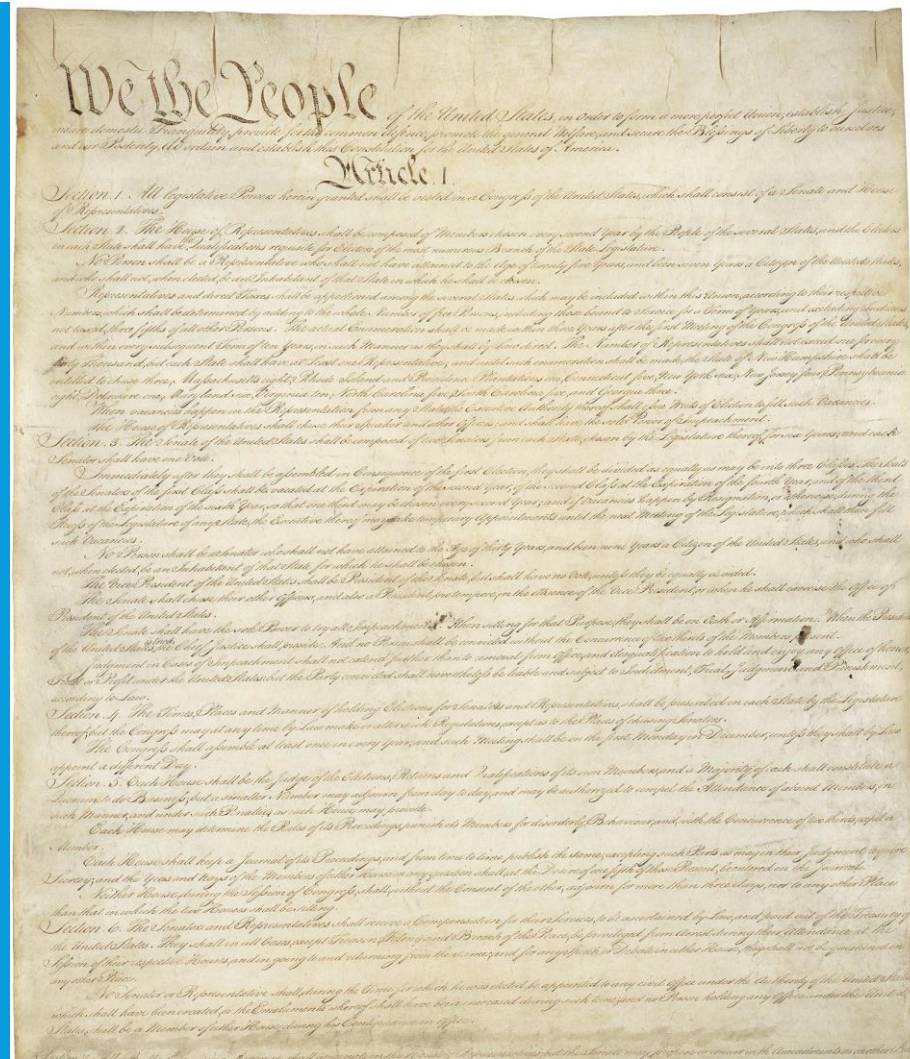 We the People of the United States, in Order to form a more perfect Union, establish Justice,
insure domestic Tranquility, provide for the common defence, promote the general Welfare, and secure the Blessings of Liberty to ourselves
and our Posterity, do ordain and establish this Constitution for the United States of America.
Article. I.
Section. 1. All legislative Powers herein granted shall be vested in a Congress of the United States, which shall consist of a Senate and House
of Representatives.
Section. 2. The House of Representatives shall be composed of Members chosen every second Year by the People of the several States, and the Electors
in each State shall have the Qualifications requisite for Electors of the most numerous Branch of the State Legislature.
No Person shall be a Representative who shall not have attained to the Age of twenty five Years, and been seven Years a Citizen of the United States,
and who shall not, when elected, be an Inhabitant of that State in which he shall be chosen.
Representatives and direct Taxes shall be apportioned among the several States which may be included within this Union, according to their respective
Numbers, which shall be determined by adding to the whole Number of free Persons, including those bound to Service for a Term of Years, and excluding Indians
not taxed, three fifths of all other Persons. The actual Enumeration shall be made within three Years after the first Meeting of the Congress of the United States,
and within every subsequent Term of ten Years, in such Manner as they shall by Law direct. The Number of Representatives shall not exceed one for every
thirty Thousand, but each State shall have at Least one Representative; and until such enumeration shall be made, the State of New Hampshire shall be
entitled to chuse three, Massachusetts eight, Rhode Island and Providence Plantations one, Connecticut five, New York six, New Jersey four, Pennsylvania
eight, Delaware one, Maryland six, Virginia ten, North Carolina five, South Carolina five, and Georgia three.
When vacancies happen in the Representation from any State, the Executive Authority thereof shall issue Writs of Election to fill such Vacancies.
The House of Representatives shall chuse their Speaker and other Officers; and shall have the sole Power of Impeachment.
Section. 3. The Senate of the United States shall be composed of two Senators from each State, chosen by the Legislature thereof, for six Years; and each
Senator shall have one Vote.
Immediately after they shall be assembled in Consequence of the first Election, they shall be divided as equally as may be into three Classes. The Seats
of the Senators of the first Class shall be vacated at the Expiration of the second Year, of the second Class at the Expiration of the fourth Year, and of the third
Class at the Expiration of the sixth Year, so that one third may be chosen every second Year; and if Vacancies happen by Resignation, or otherwise, during the
Recess of the Legislature of any State, the Executive thereof may make temporary Appointments until the next Meeting of the Legislature, which shall then fill
such Vacancies.
No Person shall be a Senator who shall not have attained to the Age of thirty Years, and been nine Years a Citizen of the United States, and who shall
not, when elected, be an Inhabitant of that State for which he shall be chosen.
The Vice President of the United States shall be President of the Senate, but shall have no Vote, unless they be equally divided.
The Senate shall chuse their other Officers, and also a President pro tempore, in the Absence of the Vice President, or when he shall exercise the Office of
President of the United States.
The Senate shall have the sole Power to try all Impeachments. When sitting for that Purpose, they shall be on Oath or Affirmation. When the President
of the United States is tried, the Chief Justice shall preside: And no Person shall be convicted without the Concurrence of two thirds of the Members present.
Judgment in Cases of Impeachment shall not extend further than to removal from Office, and disqualification to hold and enjoy any Office of honor,
Trust or Profit under the United States: but the Party convicted shall nevertheless be liable and subject to Indictment, Trial, Judgment and Punishment,
according to Law.
Section. 4. The Times, Places and Manner of holding Elections for Senators and Representatives, shall be prescribed in each State by the Legislature
thereof; but the Congress may at any time by Law make or alter such Regulations, except as to the Places of chusing Senators.
The Congress shall assemble at least once in every Year, and such Meeting shall be on the first Monday in December, unless they shall by Law
appoint a different Day.
Section. 5. Each House shall be the Judge of the Elections, Returns and Qualifications of its own Members, and a Majority of each shall constitute a
Quorum to do Business; but a smaller Number may adjourn from day to day, and may be authorized to compel the Attendance of absent Members, in
such Manner, and under such Penalties as each House may provide.
Each House may determine the Rules of its Proceedings, punish its Members for disorderly Behaviour, and, with the Concurrence of two thirds, expel a
Member.
Each House shall keep a Journal of its Proceedings, and from time to time publish the same, excepting such Parts as may in their Judgment require
Secrecy; and the Yeas and Nays of the Members of either House on any question shall, at the Desire of one fifth of those Present, be entered on the Journal.
Neither House, during the Session of Congress, shall, without the Consent of the other, adjourn for more than three days, nor to any other Place
than that in which the two Houses shall be sitting.
Section. 6. The Senators and Representatives shall receive a Compensation for their Services, to be ascertained by Law, and paid out of the Treasury of
the United States. They shall in all Cases, except Treason, Felony and Breach of the Peace, be privileged from Arrest during their Attendance at the
Session of their respective Houses, and in going to and returning from the same; and for any Speech or Debate in either House, they shall not be questioned in
any other Place.
No Senator or Representative shall, during the Time for which he was elected, be appointed to any civil Office under the Authority of the United States,
which shall have been created, or the Emoluments whereof shall have been encreased during such time; and no Person holding any Office under the United
States, shall be a Member of either House during his Continuance in Office.